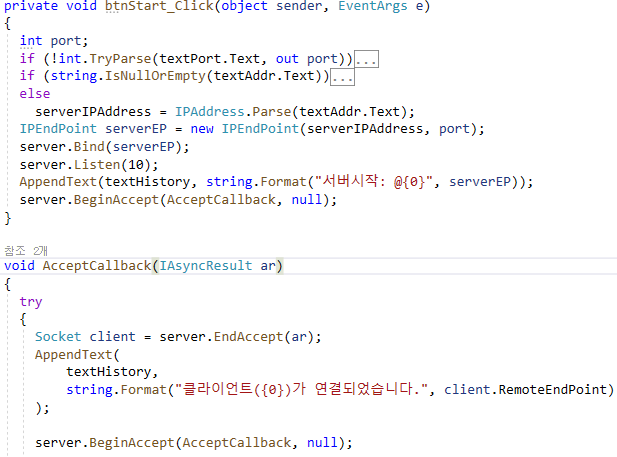 private void btnStart_Click(object sender, EventArgs e)
{
int port;
if (!int.TryParse(textPort.Text, out port))...
if (string.IsNullOrEmpty(textAddr.Text))...
else
serverIPAddress = IPAddress.Parse(textAddr.Text);
IPEndPoint serverEP = new IPEndPoint(serverIPAddress, port);
server.Bind(serverEP);
server.Listen(10);
AppendText(textHistory, string.Format("서버시작: @{0}", serverEP));
server.BeginAccept(AcceptCallback, null);
}
참조 2개
void AcceptCallback(IAsyncResult ar)
{
try
{
Socket client = server.EndAccept(ar);
AppendText(
textHistory,
string.Format("클라이언트({0})가 연결되었습니다.", client.RemoteEndPoint)
);
server.BeginAccept(AcceptCallback, null);